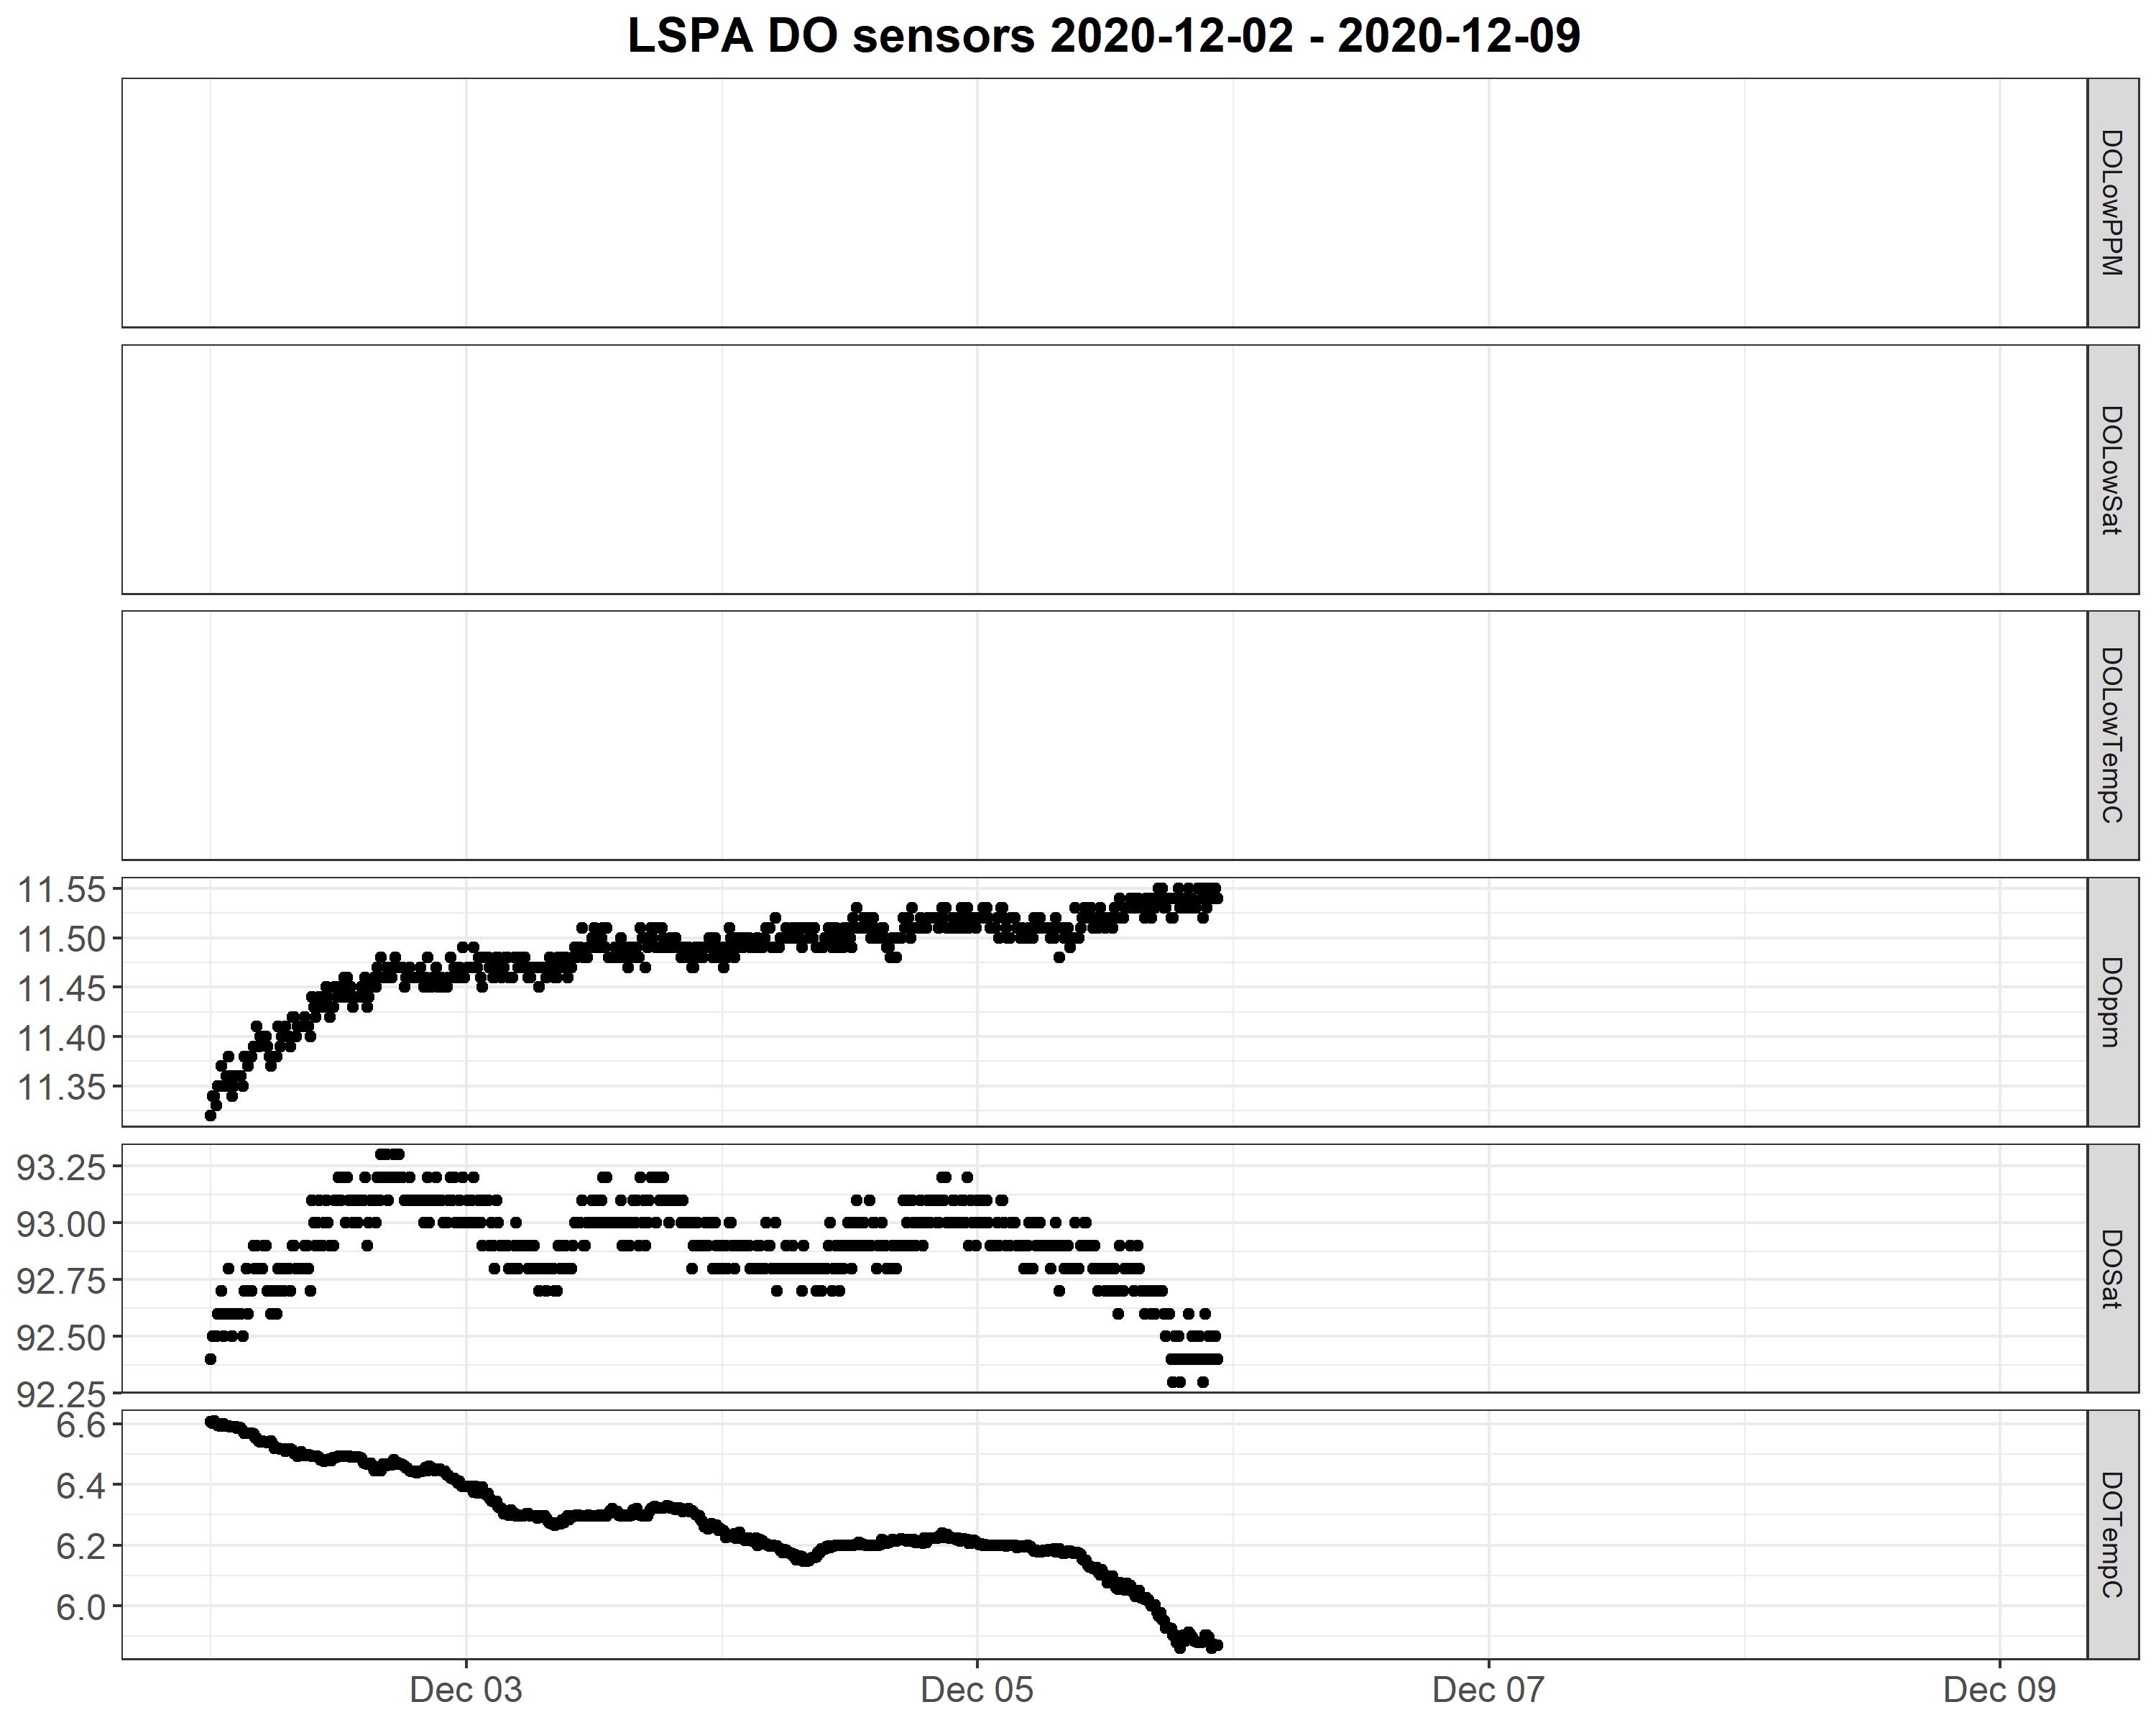 LSPA DO sensors 2020-12-02 - 2020-12-09
DOLowPPM
DOLowSat
DOLowTempC
11.55
11.50
11.45
11.40
11.35
DOppm
93.25
93.00
92.75
92.50
92.25
DOSat
6.6
6.4
6.2
6.0
DOTempC
Dec 03 Dec 05 Dec 07 Dec 09